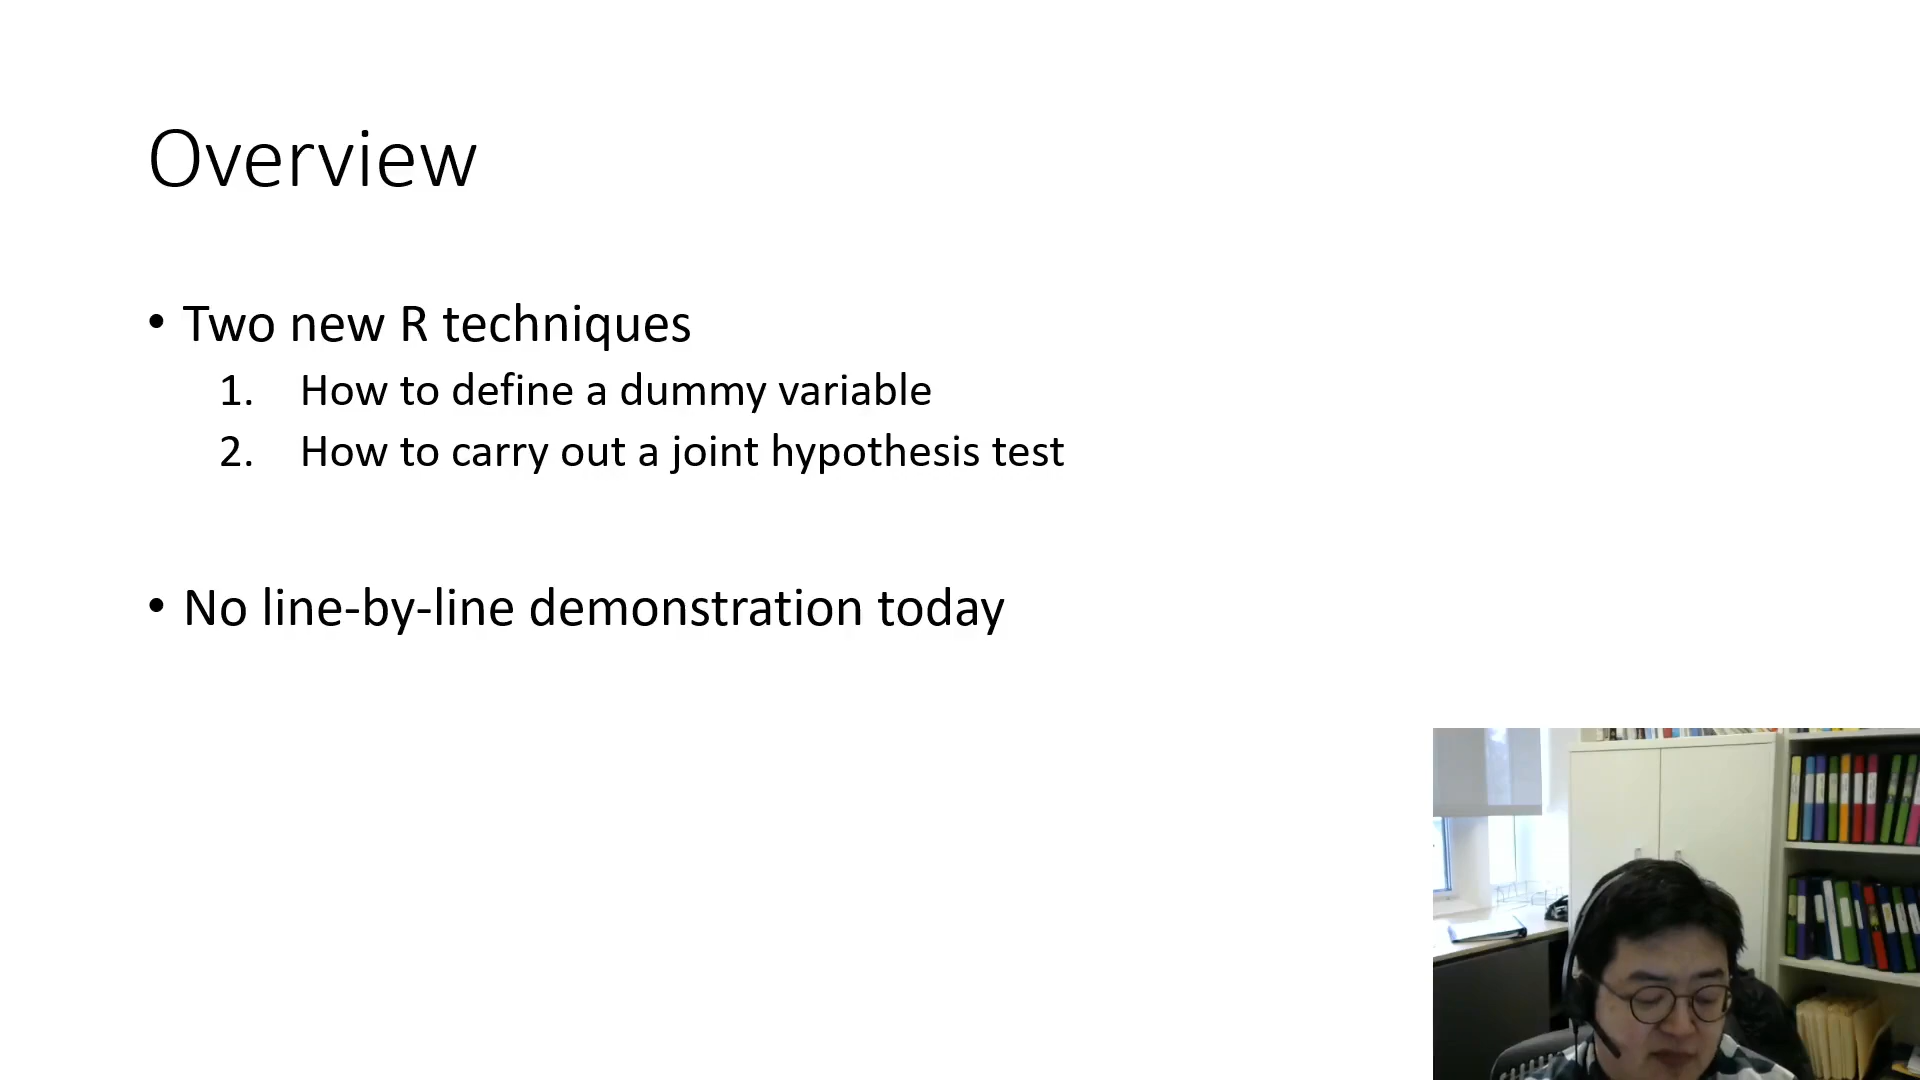 Overview
• Two new R techniques
1. How to define a dummy variable
2. How to carry out a joint hypothesis test
• No line-by-line demonstration today